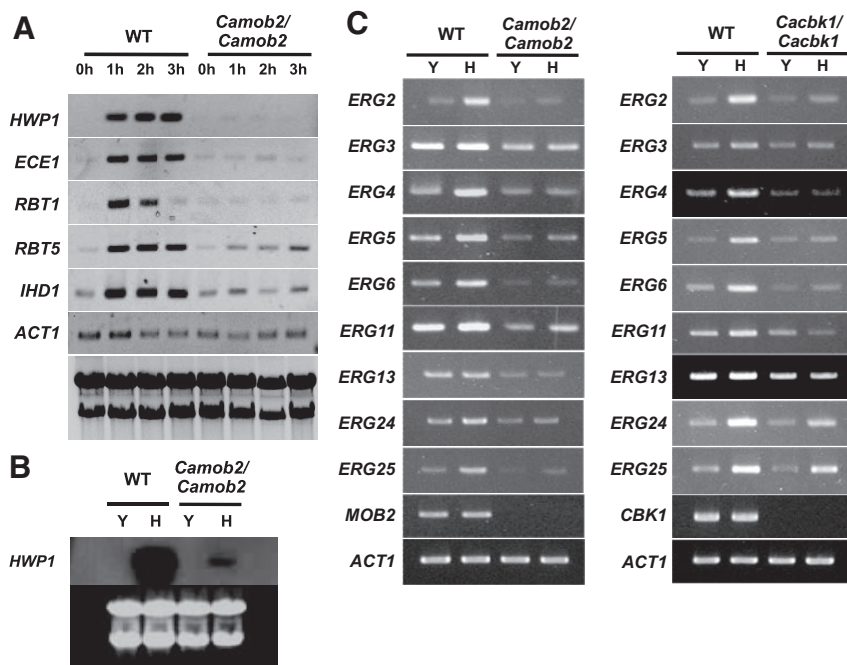 A
WT
Camob2/
Camob2
0h 1h 2h 3h 0h 1h 2h 3h
HWP1
ECE1
RBT1
RBT5
IHD1
ACT1
B
WT
Camob2/
Camob2
Y H Y H
HWP1
C
WT
Camob2/
Camob2
Y H Y H
ERG2
ERG3
ERG4
ERG5
ERG6
ERG11
ERG13
ERG24
ERG25
MOB2
ACT1
WT
Cacbk1/
Cacbk1
Y H Y H
ERG2
ERG3
ERG4
ERG5
ERG6
ERG11
ERG13
ERG24
ERG25
CBK1
ACT1